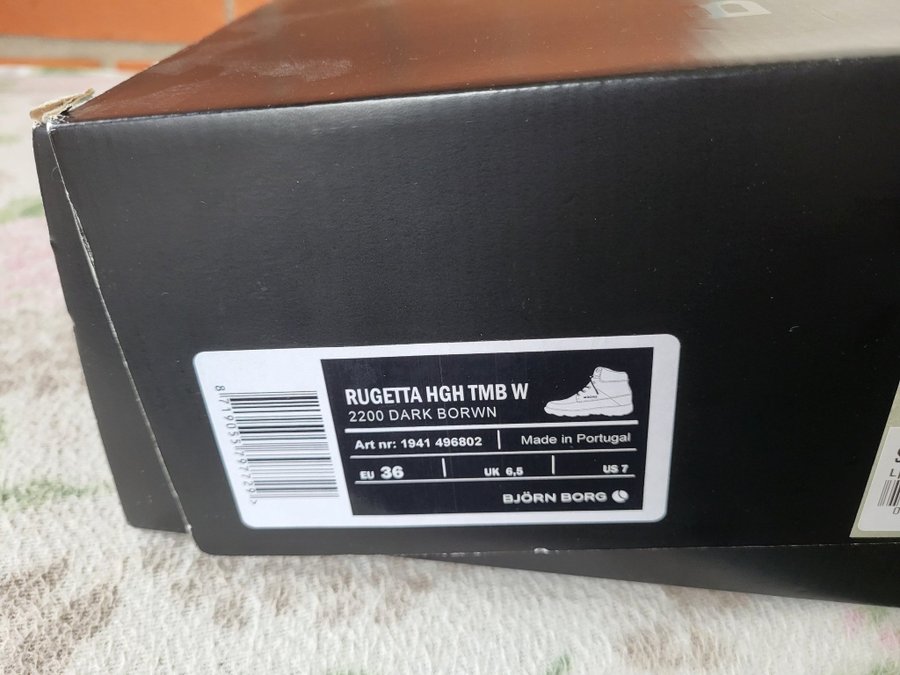 RUGETTA HGH TMB W
2200 DARK BORWN
Art nr: 1941 496802 Made in Portugal
EU 36 UK 6,5 US 7
BJÖRN BORG